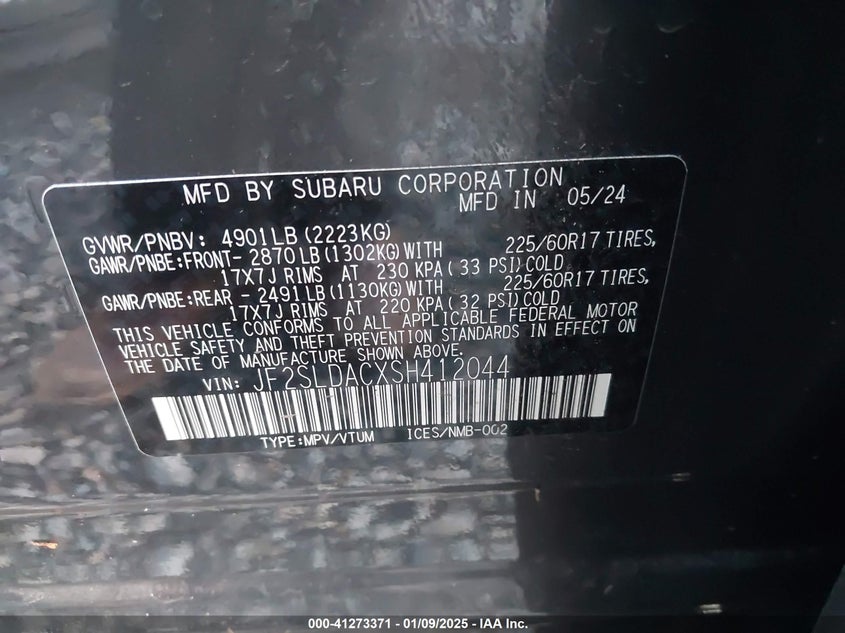 MFD BY SUBARU CORPORATION
MFD IN 05/24
GVWR/PNBV: 4901LB(2223KG)
GAWR/PNBE:FRONT- 2870LB(1302KG)WITH 225/60R17 TIRES,
17X7J RIMS AT 230 KPA(33 PSI)COLD
GAWR/PNBE:REAR - 2491LB(1130KG)WITH 225/60R17 TIRES,
17X7J RIMS AT 220 KPA(32 PSI)COLD
THIS VEHICLE CONFORMS TO ALL APPLICABLE FEDERAL MOTOR
VEHICLE SAFETY AND THEFT PREVENTION STANDARDS IN EFFECT ON
THE DATE OF MANUFACTURE SHOWN ABOVE.
VIN: JF2SLDACXSH412044
TYPE:MPV/VTUM ICES/NMB-002
000-41273371 - 01/09/2025 - IAA Inc.